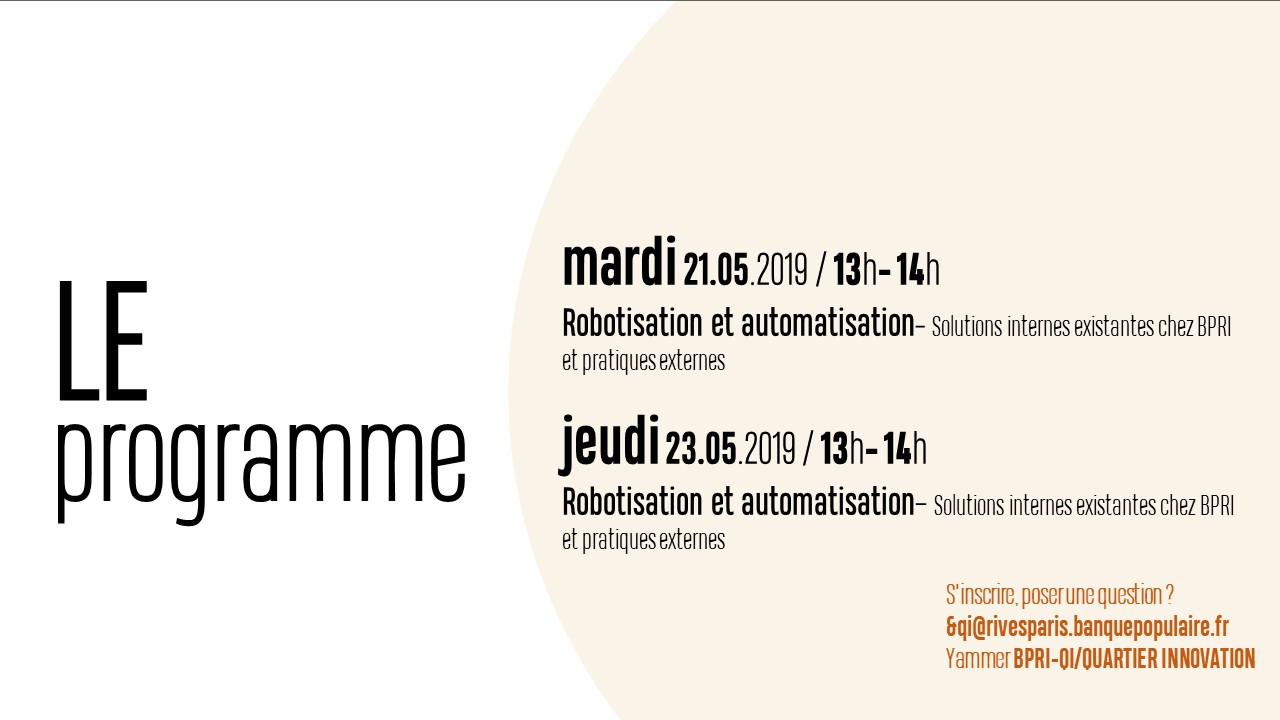 LE
programme
mardi 21.05.2019 / 13h- 14h
Robotisation et automatisation– Solutions internes existantes chez BPRI
et pratiques externes
jeudi 23.05.2019 / 13h- 14h
Robotisation et automatisation– Solutions internes existantes chez BPRI
et pratiques externes
S'inscrire, poser une question ?
&qi@rivesparis.banquepopulaire.fr
Yammer BPRI-QI/QUARTIER INNOVATION